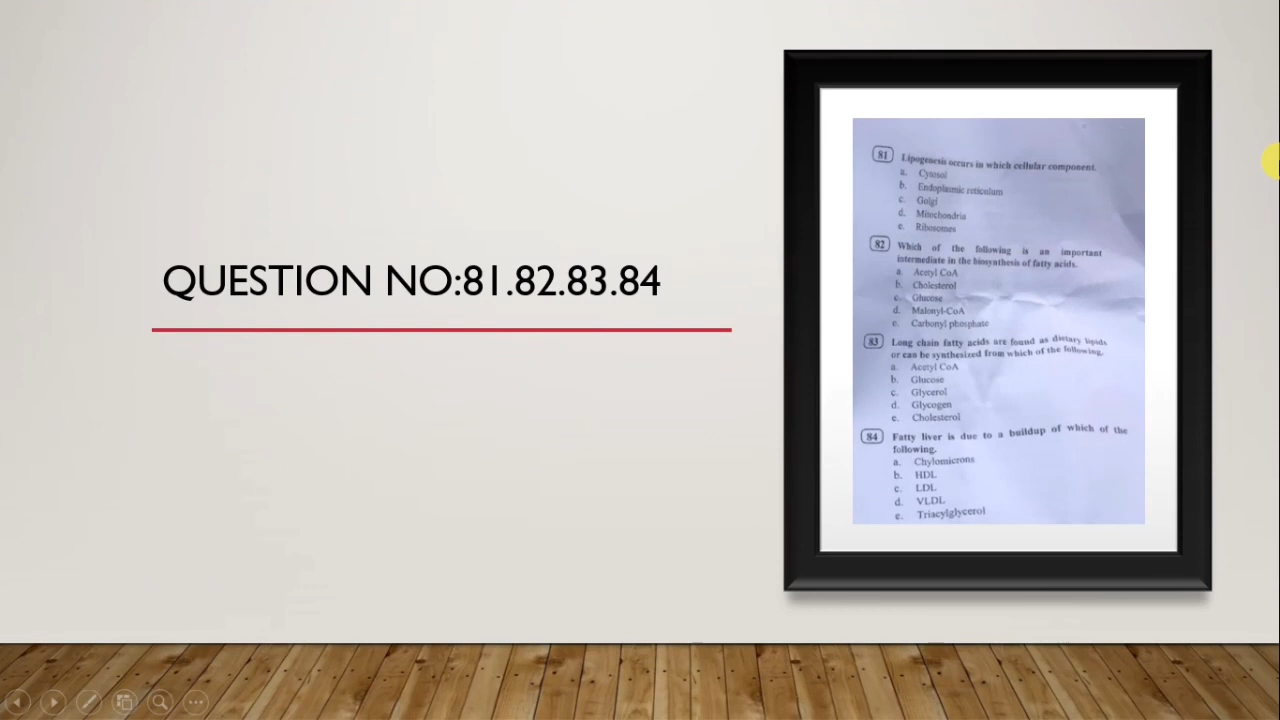 QUESTION NO:81.82.83.84
81 Lipogenesis occurs in which cellular component.
a. Cytosol
b. Endoplasmic reticulum
c. Golgi
d. Mitochondria
e. Ribosomes
82 Which of the following is an important
intermediate in the biosynthesis of fatty acids.
a. Acetyl CoA
b. Cholesterol
c. Glucose
d. Malonyl-CoA
e. Carbonyl phosphate
83 Long chain fatty acids are found as dietary lipids
or can be synthesized from which of the following.
a. Acetyl CoA
b. Glucose
c. Glycerol
d. Glycogen
e. Cholesterol
84 Fatty liver is due to a buildup of which of the
following.
a. Chylomicrons
b. HDL
c. LDL
d. VLDL
e. Triacylglycerol